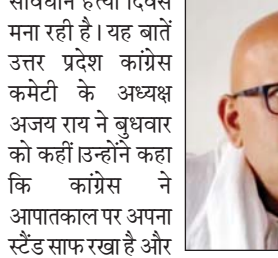 संविधान हत्या दिवस
मना रही है। यह बातें
उत्तर प्रदेश कांग्रेस
कमेटी के अध्यक्ष
अजय राय ने बुधवार
को कहीं।उन्होंने कहा
कि कांग्रेस ने
आपातकाल पर अपना
स्टैंड साफ रखा है और